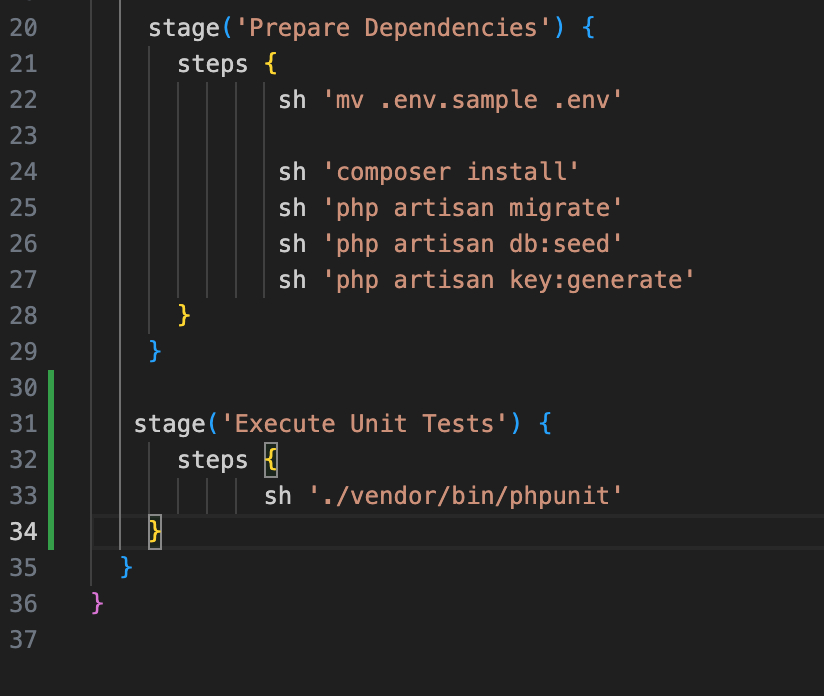 20 stage('Prepare Dependencies') {
21 steps {
22 sh 'mv .env.sample .env'
23
24 sh 'composer install'
25 sh 'php artisan migrate'
26 sh 'php artisan db:seed'
27 sh 'php artisan key:generate'
28 }
29 }
30
31 stage('Execute Unit Tests') {
32 steps {
33 sh './vendor/bin/phpunit'
34 }
35 }
36 }
37